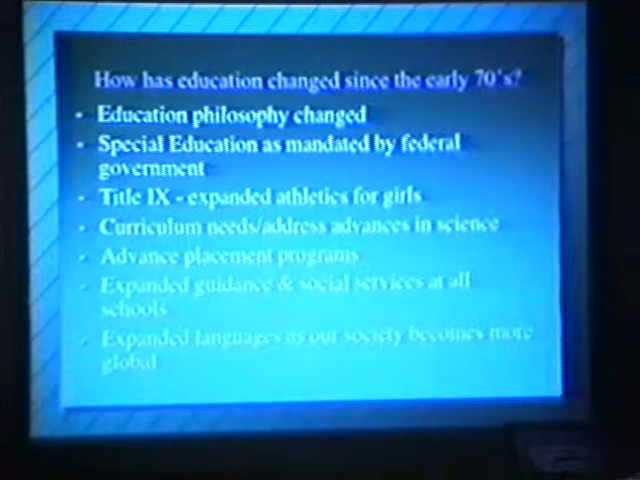 How has education changed since the early 70's?
• Education philosophy changed
• Special Education as mandated by federal
government
• Title IX - expanded athletics for girls
• Curriculum needs/address advances in science
• Advance placement programs
• Expanded guidance & social services at all
schools
• Expanded languages as our society becomes more
global